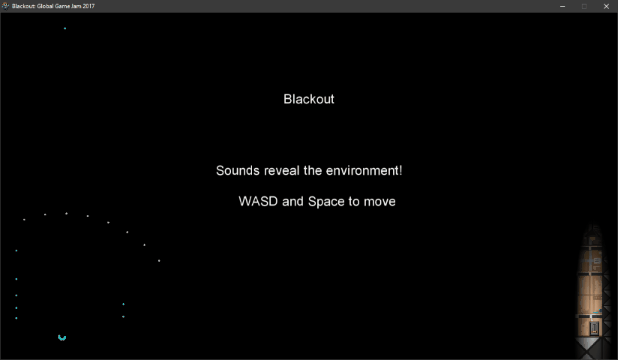 Blackout: Global Game Jam 2017
Blackout
Sounds reveal the environment!
WASD and Space to move